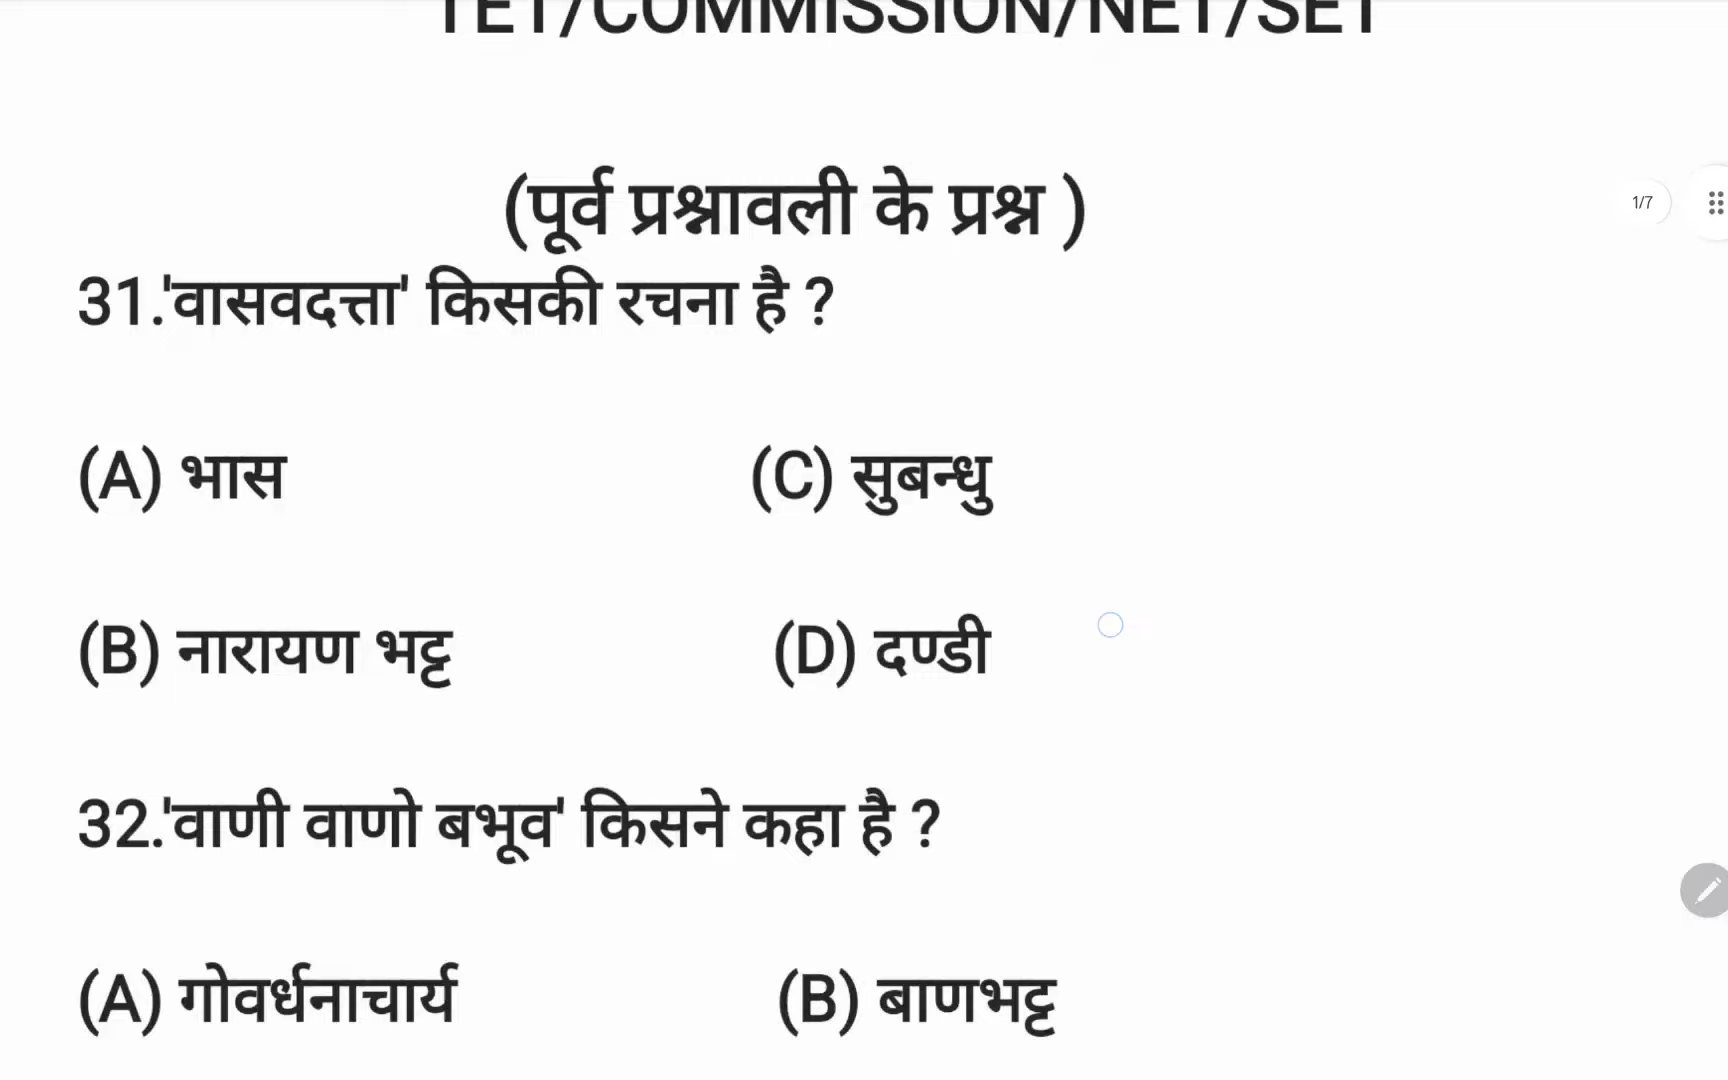 TET/COMMISSION/NET/SET
(पूर्व प्रश्नावली के प्रश्न )
1/7
31.'वासवदत्ता' किसकी रचना है ?
(A) भास (C) सुबन्धु
(B) नारायण भट्ट (D) दण्डी
32.'वाणी वाणो बभूव' किसने कहा है ?
(A) गोवर्धनाचार्य (B) बाणभट्ट